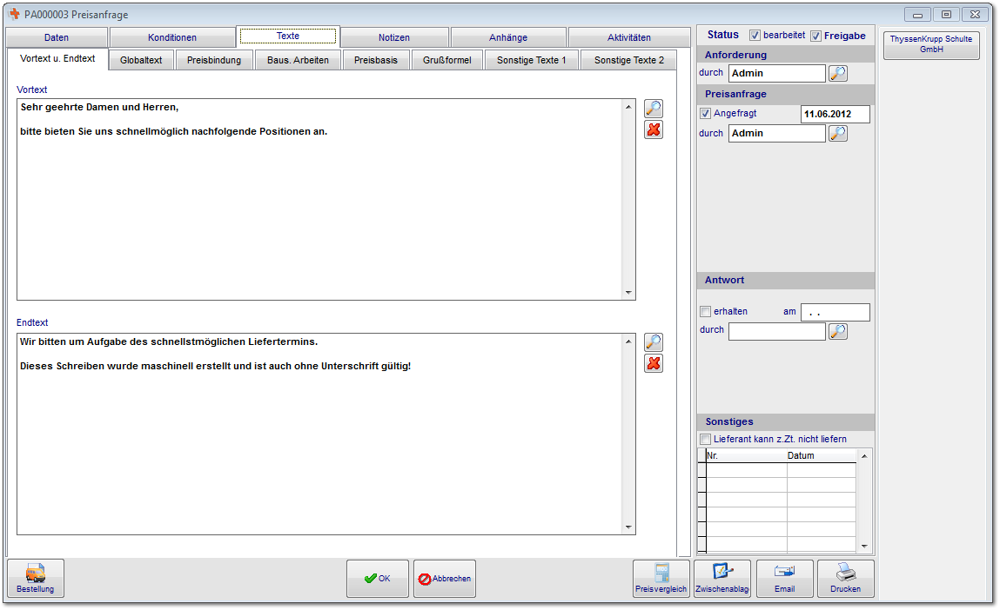 PA000003 Preisanfrage
Daten
Konditionen
Texte
Notizen
Anhänge
Aktivitäten
Vortext u. Endtext
Globaltext
Preisbindung
Baus. Arbeiten
Preisbasis
Grußformel
Sonstige Texte 1
Sonstige Texte 2
Vortext
Sehr geehrte Damen und Herren,
bitte bieten Sie uns schnellmöglich nachfolgende Positionen an.
Endtext
Wir bitten um Aufgabe des schnellstmöglichen Liefertermins.
Dieses Schreiben wurde maschinell erstellt und ist auch ohne Unterschrift gültig!
Status
bearbeitet
Freigabe
Anforderung
durch
Admin
Preisanfrage
Angefragt
11.06.2012
durch
Admin
Antwort
erhalten
am
. .
durch
Sonstiges
Lieferant kann z.Zt. nicht liefern
Nr.
Datum
ThyssenKrupp Schulte
GmbH
Bestellung
OK
Abbrechen
Preisvergleich
Zwischenablag
Email
Drucken